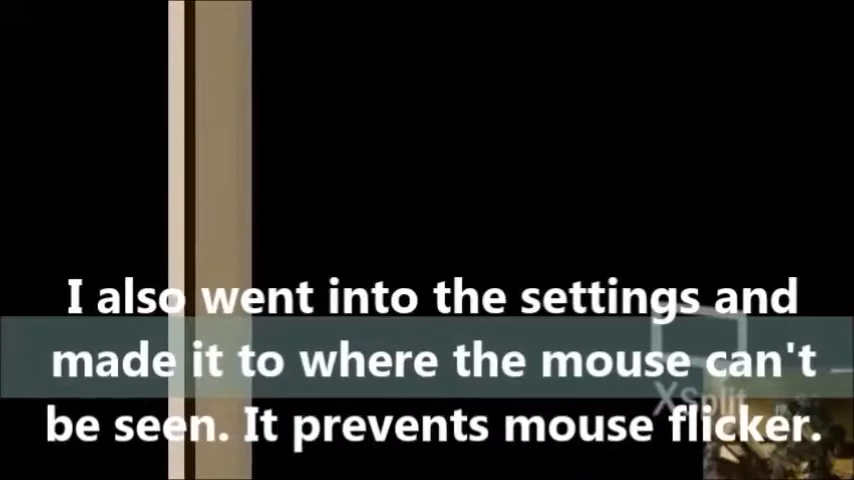 I also went into the settings and
made it to where the mouse can't
be seen. It prevents mouse flicker.
XSplit